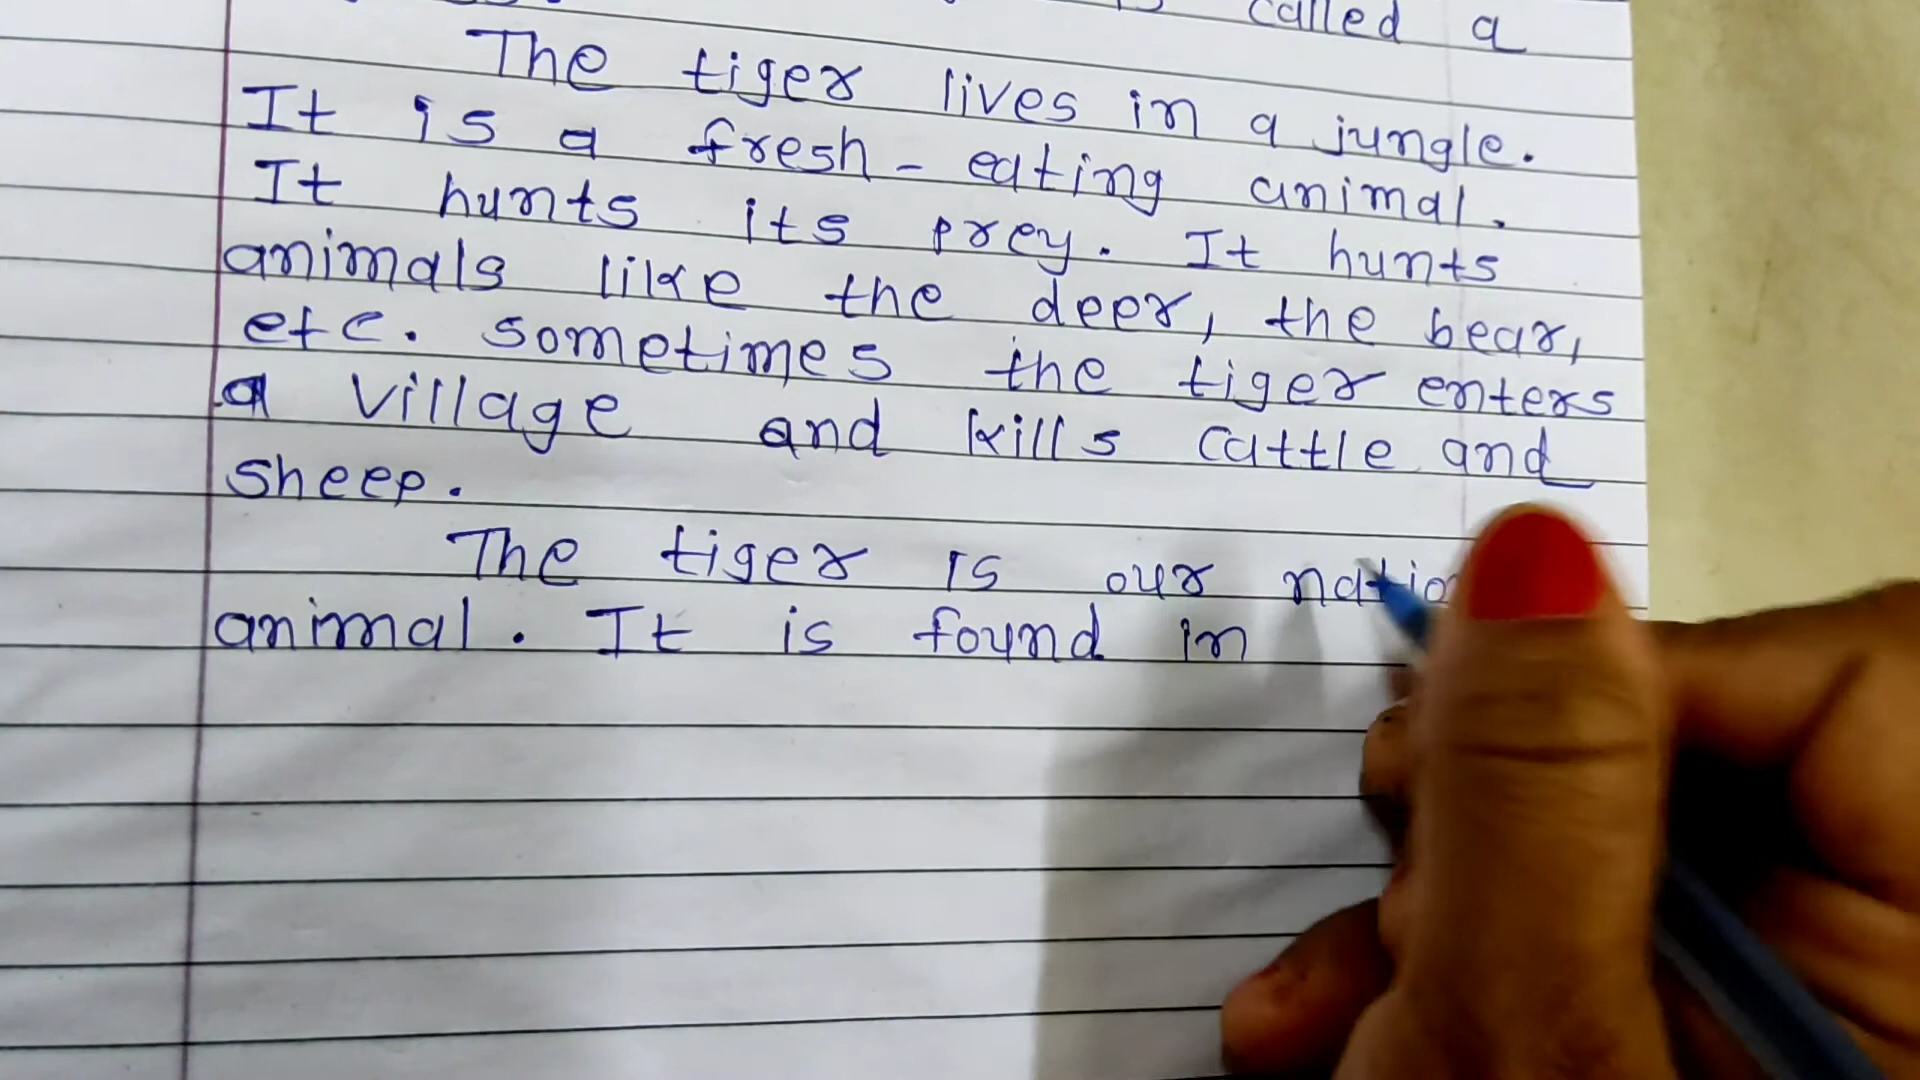 called a
The tiger lives in a jungle.
It is a fresh-eating animal.
It hunts its prey. It hunts
animals like the deer, the bear,
etc. sometimes the tiger enters
a village and kills cattle and
sheep.
The tiger is our natio
animal. It is found in